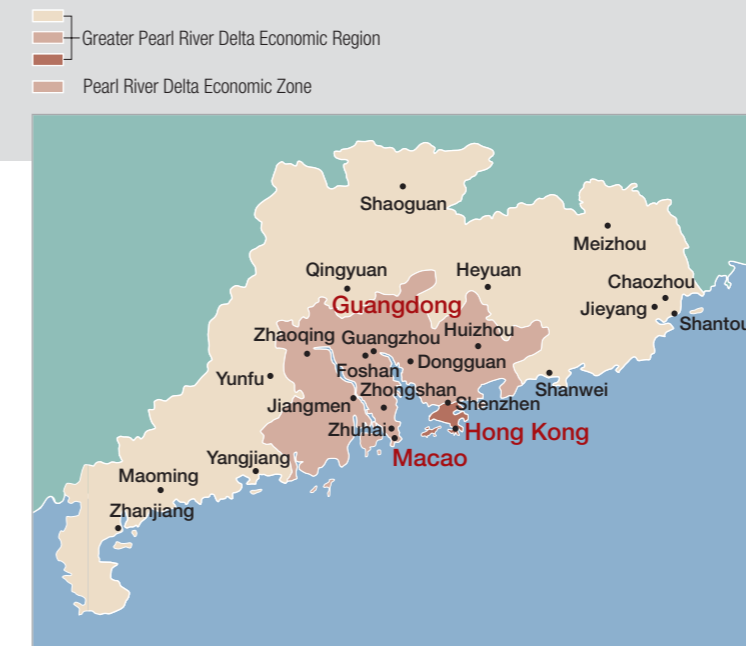 Greater Pearl River Delta Economic Region
Pearl River Delta Economic Zone
Shaoguan
Meizhou
Qingyuan
Heyuan
Chaozhou
Guangdong
Jieyang
Shantou
Zhaoqing
Guangzhou
Huizhou
Foshan
Dongguan
Yunfu
Zhongshan
Shanwei
Jiangmen
Shenzhen
Zhuhai
Hong Kong
Macao
Yangjiang
Maoming
Zhanjiang